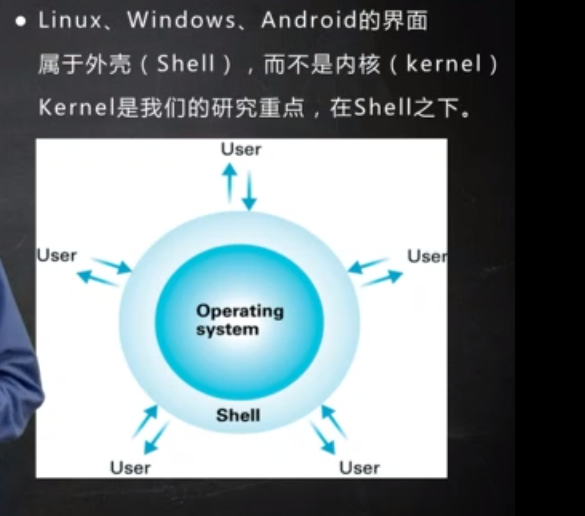 ● Linux、Windows、Android的界面
属于外壳（Shell），而不是内核（kernel）
Kernel是我们的研究重点，在Shell之下。
User
User
User
Operating
system
Shell
User
User